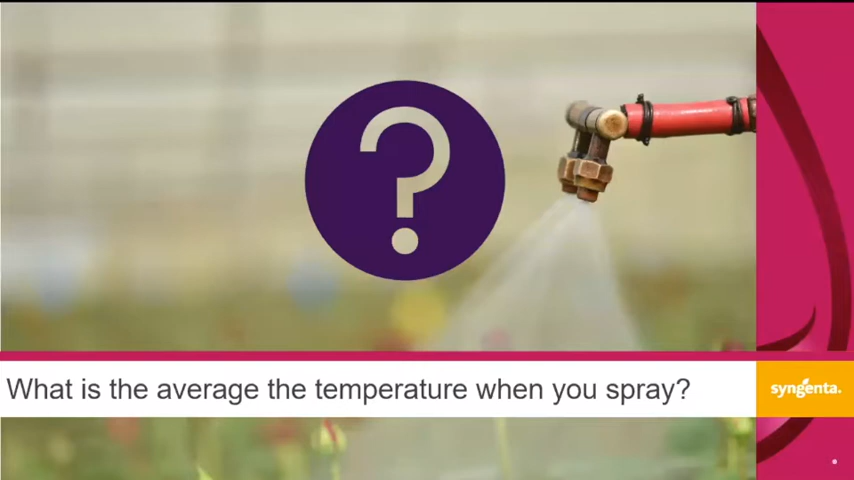 What is the average the temperature when you spray?
syngenta.